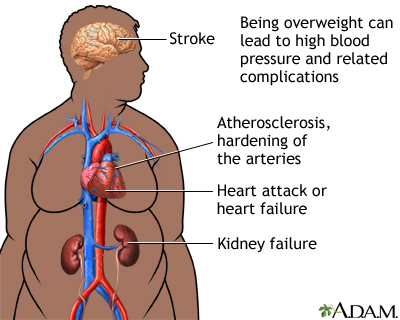 Stroke
Being overweight can
lead to high blood
pressure and related
complications
Atherosclerosis,
hardening of
the arteries
Heart attack or
heart failure
Kidney failure
A.D.A.M.